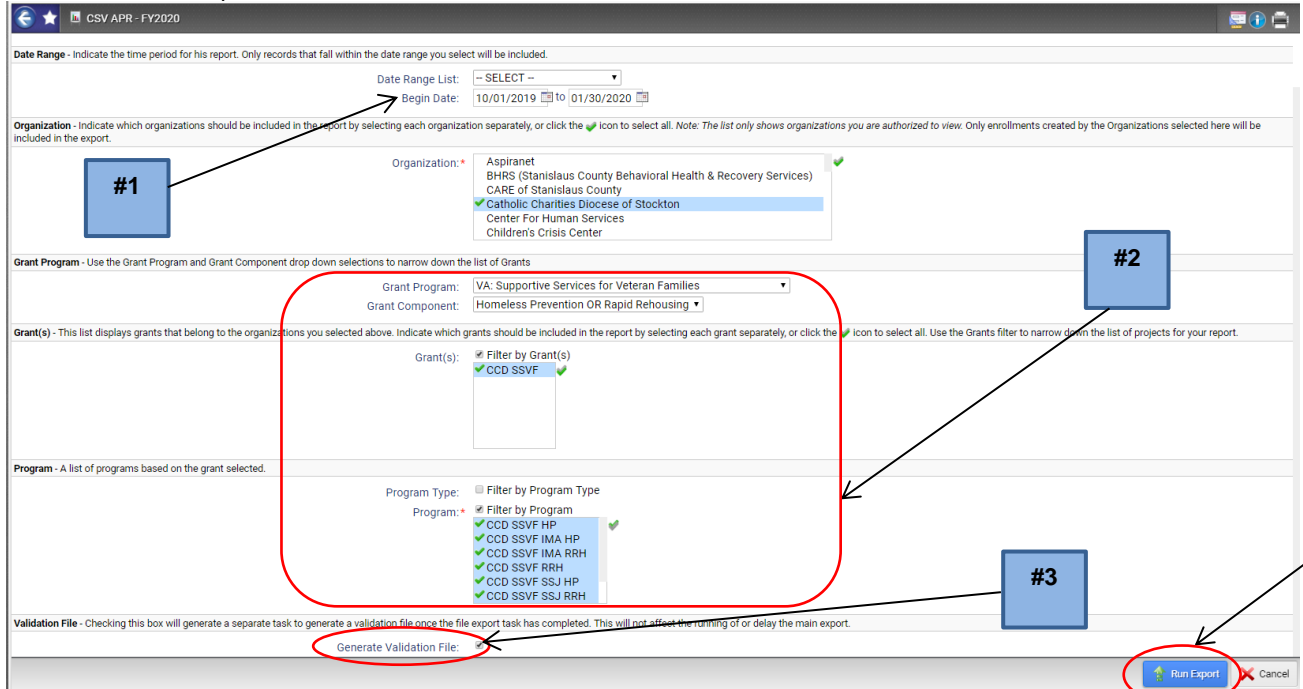 CSV APR - FY2020
Date Range - Indicate the time period for his report. Only records that fall within the date range you select will be included.
Date Range List: -- SELECT --
Begin Date: 10/01/2019 to 01/30/2020
Organization - Indicate which organizations should be included in the report by selecting each organization separately, or click the icon to select all. Note: The list only shows organizations you are authorized to view. Only enrollments created by the Organizations selected here will be
included in the export.
#1
Organization:* Aspiranet
BHRS (Stanislaus County Behavioral Health & Recovery Services)
CARE of Stanislaus County
Catholic Charities Diocese of Stockton
Center For Human Services
Children's Crisis Center
#2
Grant Program - Use the Grant Program and Grant Component drop down selections to narrow down the list of Grants
Grant Program: VA: Supportive Services for Veteran Families
Grant Component: Homeless Prevention OR Rapid Rehousing
Grant(s) - This list displays grants that belong to the organizations you selected above. Indicate which grants should be included in the report by selecting each grant separately, or click the icon to select all. Use the Grants filter to narrow down the list of projects for your report.
Grant(s): Filter by Grant(s)
CCD SSVF
Program - A list of programs based on the grant selected.
Program Type: Filter by Program Type
Program:* Filter by Program
CCD SSVF HP
CCD SSVF IMA HP
CCD SSVF IMA RRH
CCD SSVF RRH
CCD SSVF SSJ HP
CCD SSVF SSJ RRH
#3
Validation File - Checking this box will generate a separate task to generate a validation file once the file export task has completed. This will not affect the running of or delay the main export.
Generate Validation File:
Run Export Cancel